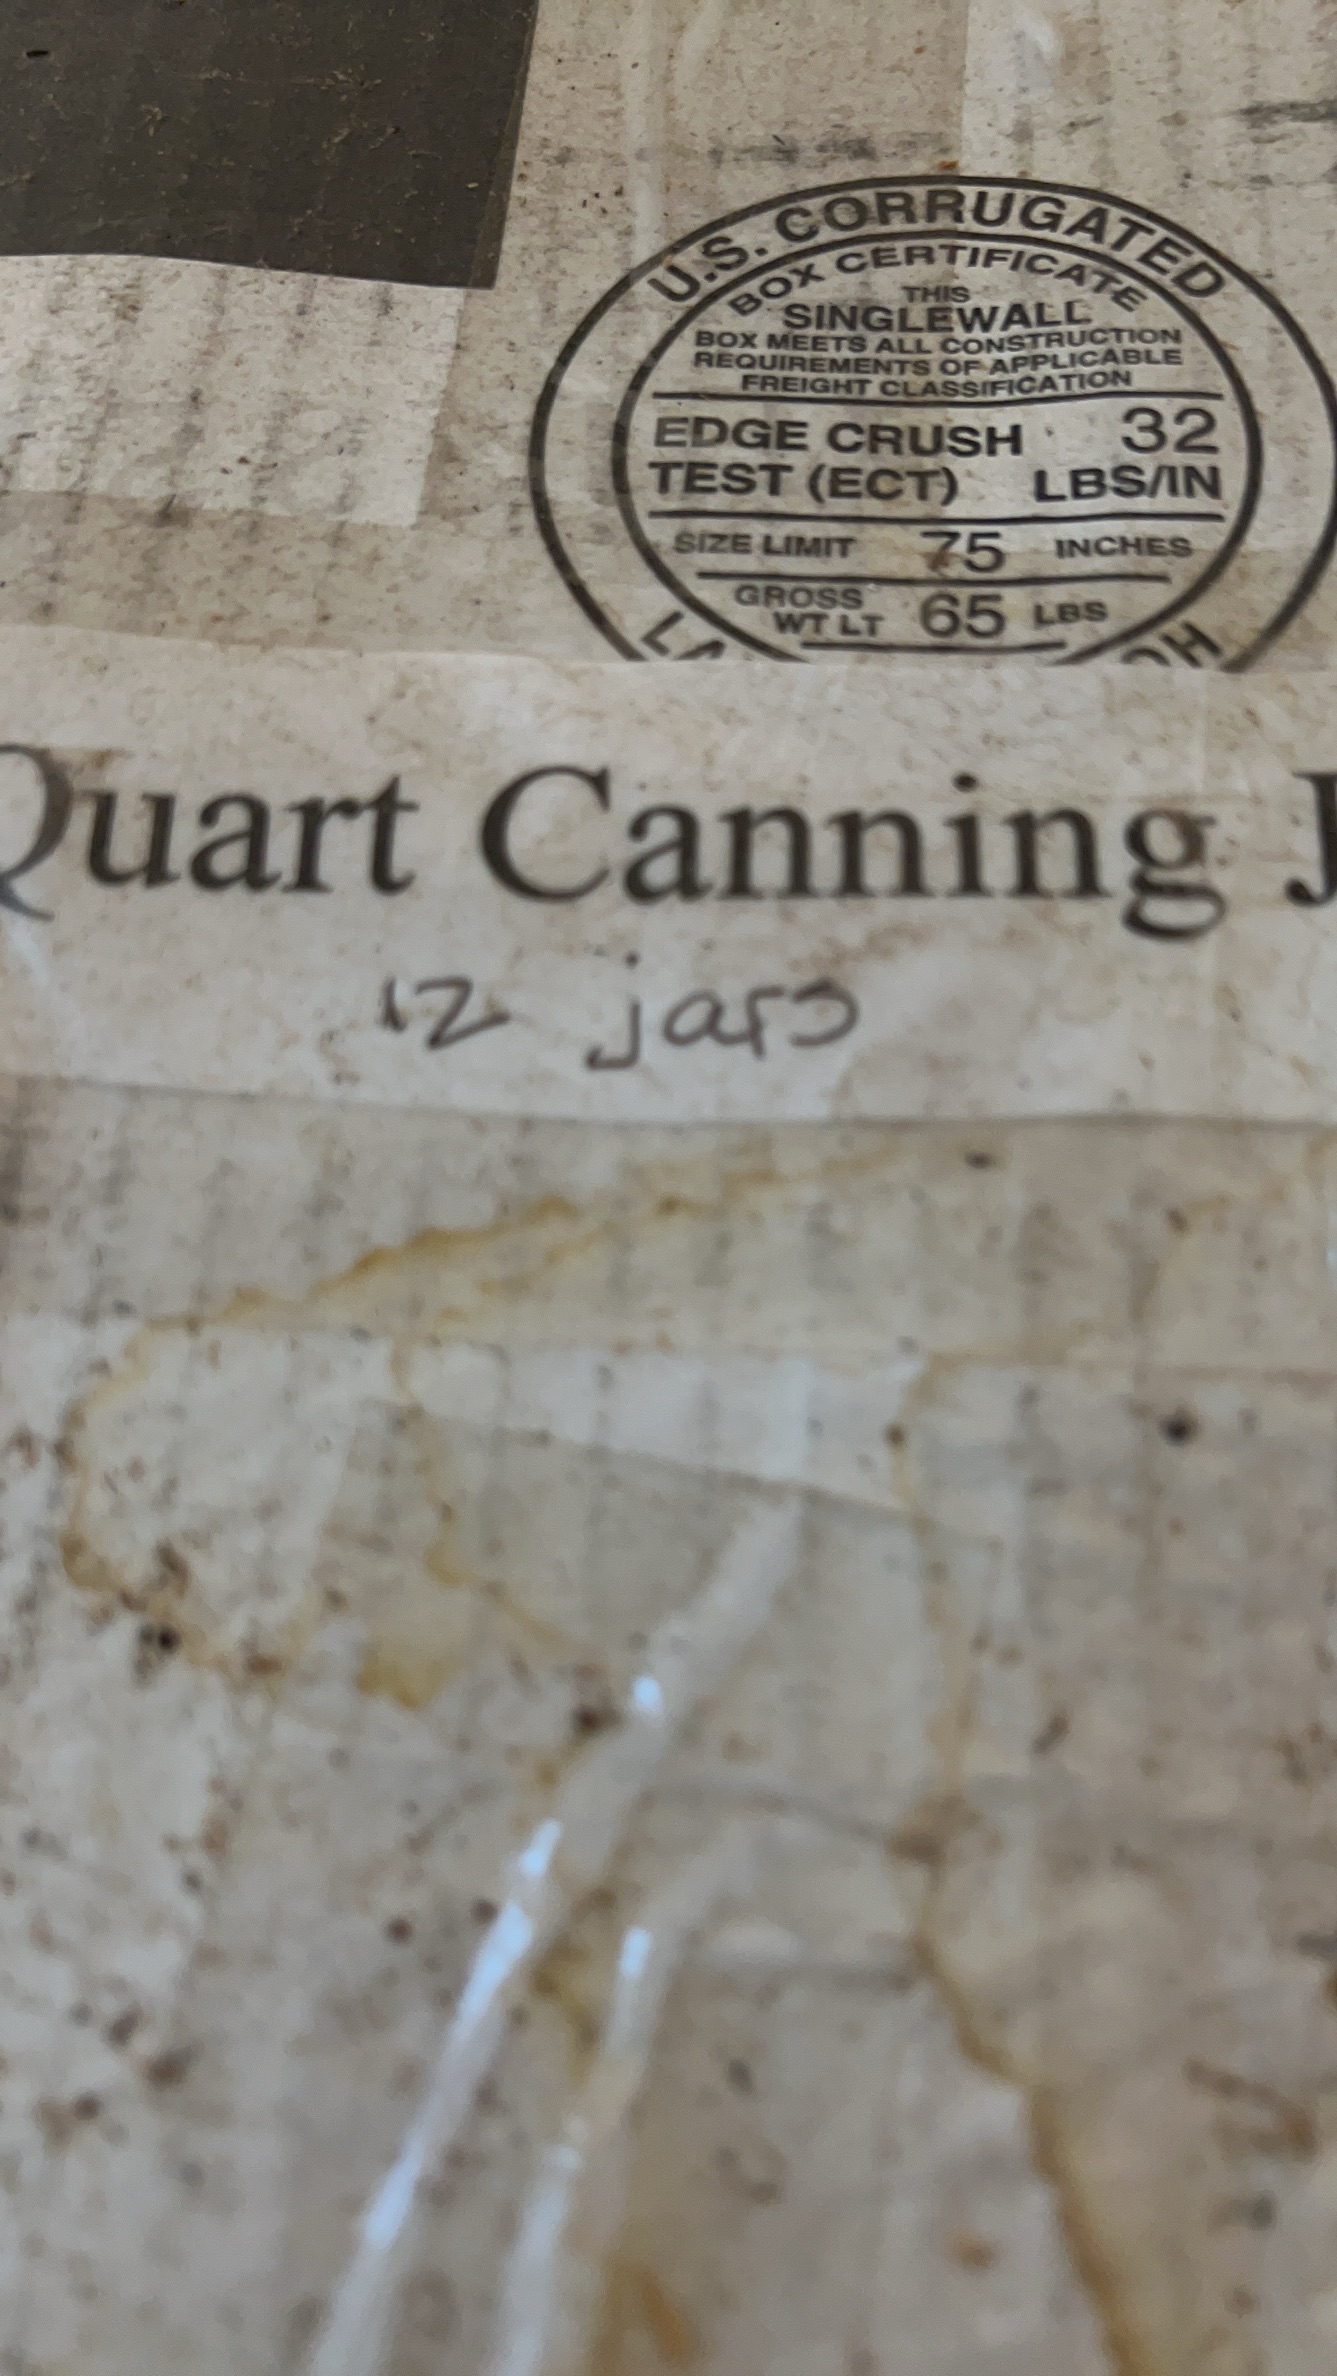 U.S. CORRUGATED
BOX CERTIFICATE
THIS
SINGLEWALL
BOX MEETS ALL CONSTRUCTION
REQUIREMENTS OF APPLICABLE
FREIGHT CLASSIFICATION
EDGE CRUSH 32
TEST (ECT) LBS/IN
SIZE LIMIT 75 INCHES
GROSS
WT LT 65 LBS
Quart Canning J
12 jars